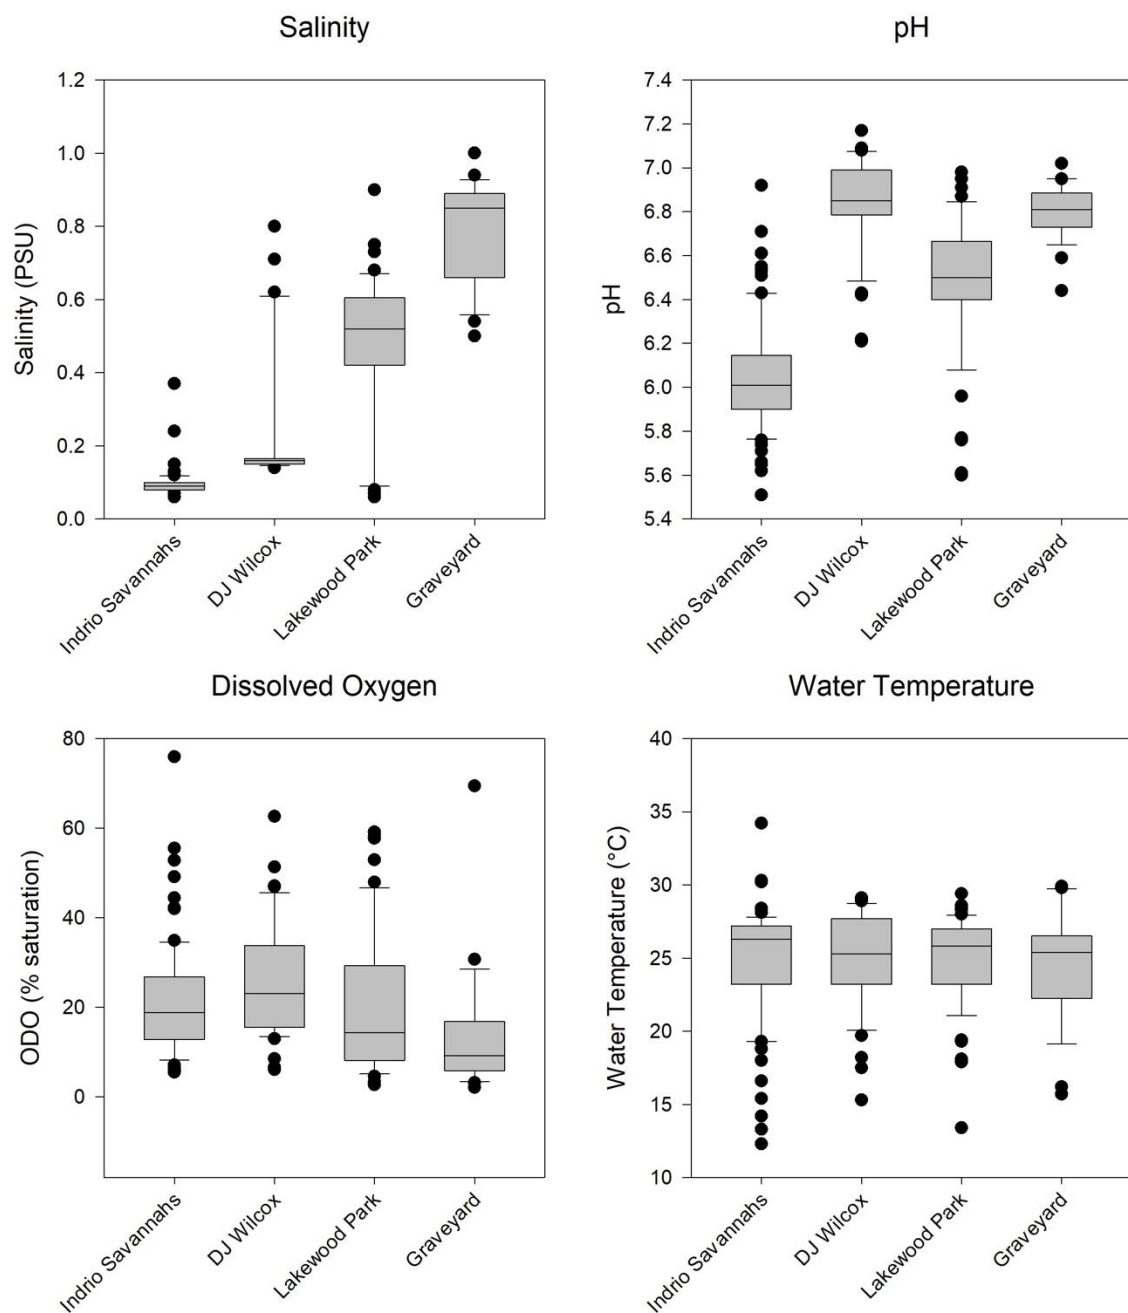 Salinity
Salinity (PSU)
1.2
1.0
0.8
0.6
0.4
0.2
0.0
Indrio Savannahs
DJ Wilcox
Lakewood Park
Graveyard
pH
pH
7.4
7.2
7.0
6.8
6.6
6.4
6.2
6.0
5.8
5.6
5.4
Indrio Savannahs
DJ Wilcox
Lakewood Park
Graveyard
Dissolved Oxygen
ODO (% saturation)
80
60
40
20
0
Indrio Savannahs
DJ Wilcox
Lakewood Park
Graveyard
Water Temperature
Water Temperature (°C)
40
35
30
25
20
15
10
Indrio Savannahs
DJ Wilcox
Lakewood Park
Graveyard